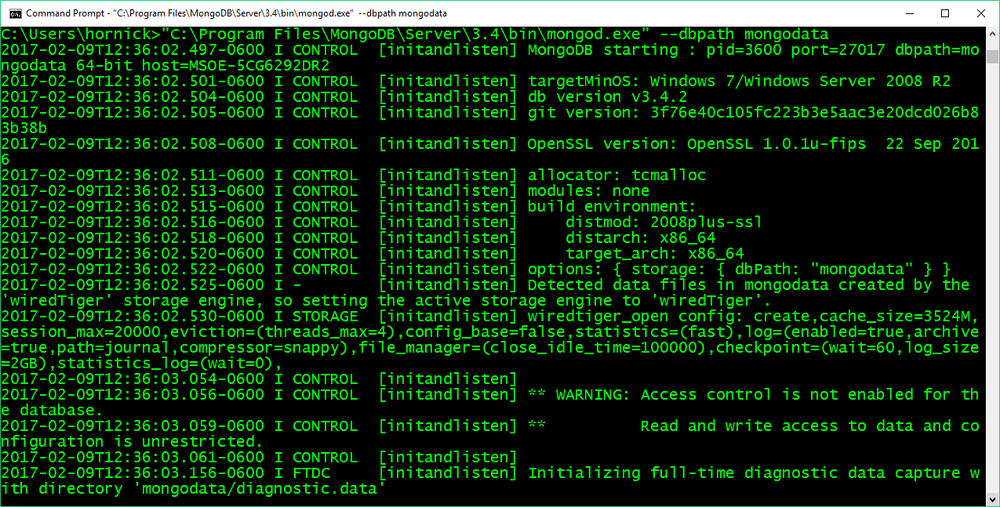 Command Prompt - "C:\Program Files\MongoDB\Server\3.4\bin\mongod.exe"  --dbpath mongodata
C:\Users\hornick>"C:\Program Files\MongoDB\Server\3.4\bin\mongod.exe" --dbpath mongodata
2017-02-09T12:36:02.497-0600 I CONTROL  [initandlisten] MongoDB starting : pid=3600 port=27017 dbpath=mo
ngodata 64-bit host=MSOE-5CG6292DR2
2017-02-09T12:36:02.501-0600 I CONTROL  [initandlisten] targetMinOS: Windows 7/Windows Server 2008 R2
2017-02-09T12:36:02.504-0600 I CONTROL  [initandlisten] db version v3.4.2
2017-02-09T12:36:02.505-0600 I CONTROL  [initandlisten] git version: 3f76e40c105fc223b3e5aac3e20dcd026b8
3b38b
2017-02-09T12:36:02.508-0600 I CONTROL  [initandlisten] OpenSSL version: OpenSSL 1.0.1u-fips  22 Sep 201
6
2017-02-09T12:36:02.511-0600 I CONTROL  [initandlisten] allocator: tcmalloc
2017-02-09T12:36:02.513-0600 I CONTROL  [initandlisten] modules: none
2017-02-09T12:36:02.515-0600 I CONTROL  [initandlisten] build environment:
2017-02-09T12:36:02.516-0600 I CONTROL  [initandlisten]     distmod: 2008plus-ssl
2017-02-09T12:36:02.518-0600 I CONTROL  [initandlisten]     distarch: x86_64
2017-02-09T12:36:02.520-0600 I CONTROL  [initandlisten]     target_arch: x86_64
2017-02-09T12:36:02.522-0600 I CONTROL  [initandlisten] options: { storage: { dbPath: "mongodata" } }
2017-02-09T12:36:02.525-0600 I -        [initandlisten] Detected data files in mongodata created by the
'wiredTiger' storage engine, so setting the active storage engine to 'wiredTiger'.
2017-02-09T12:36:02.530-0600 I STORAGE  [initandlisten] wiredtiger_open config: create,cache_size=3524M,
session_max=20000,eviction=(threads_max=4),config_base=false,statistics=(fast),log=(enabled=true,archive
=true,path=journal,compressor=snappy),file_manager=(close_idle_time=100000),checkpoint=(wait=60,log_size
=2GB),statistics_log=(wait=0),
2017-02-09T12:36:03.054-0600 I CONTROL  [initandlisten]
2017-02-09T12:36:03.056-0600 I CONTROL  [initandlisten] ** WARNING: Access control is not enabled for th
e database.
2017-02-09T12:36:03.059-0600 I CONTROL  [initandlisten] **          Read and write access to data and co
nfiguration is unrestricted.
2017-02-09T12:36:03.061-0600 I CONTROL  [initandlisten]
2017-02-09T12:36:03.156-0600 I FTDC     [initandlisten] Initializing full-time diagnostic data capture w
ith directory 'mongodata/diagnostic.data'